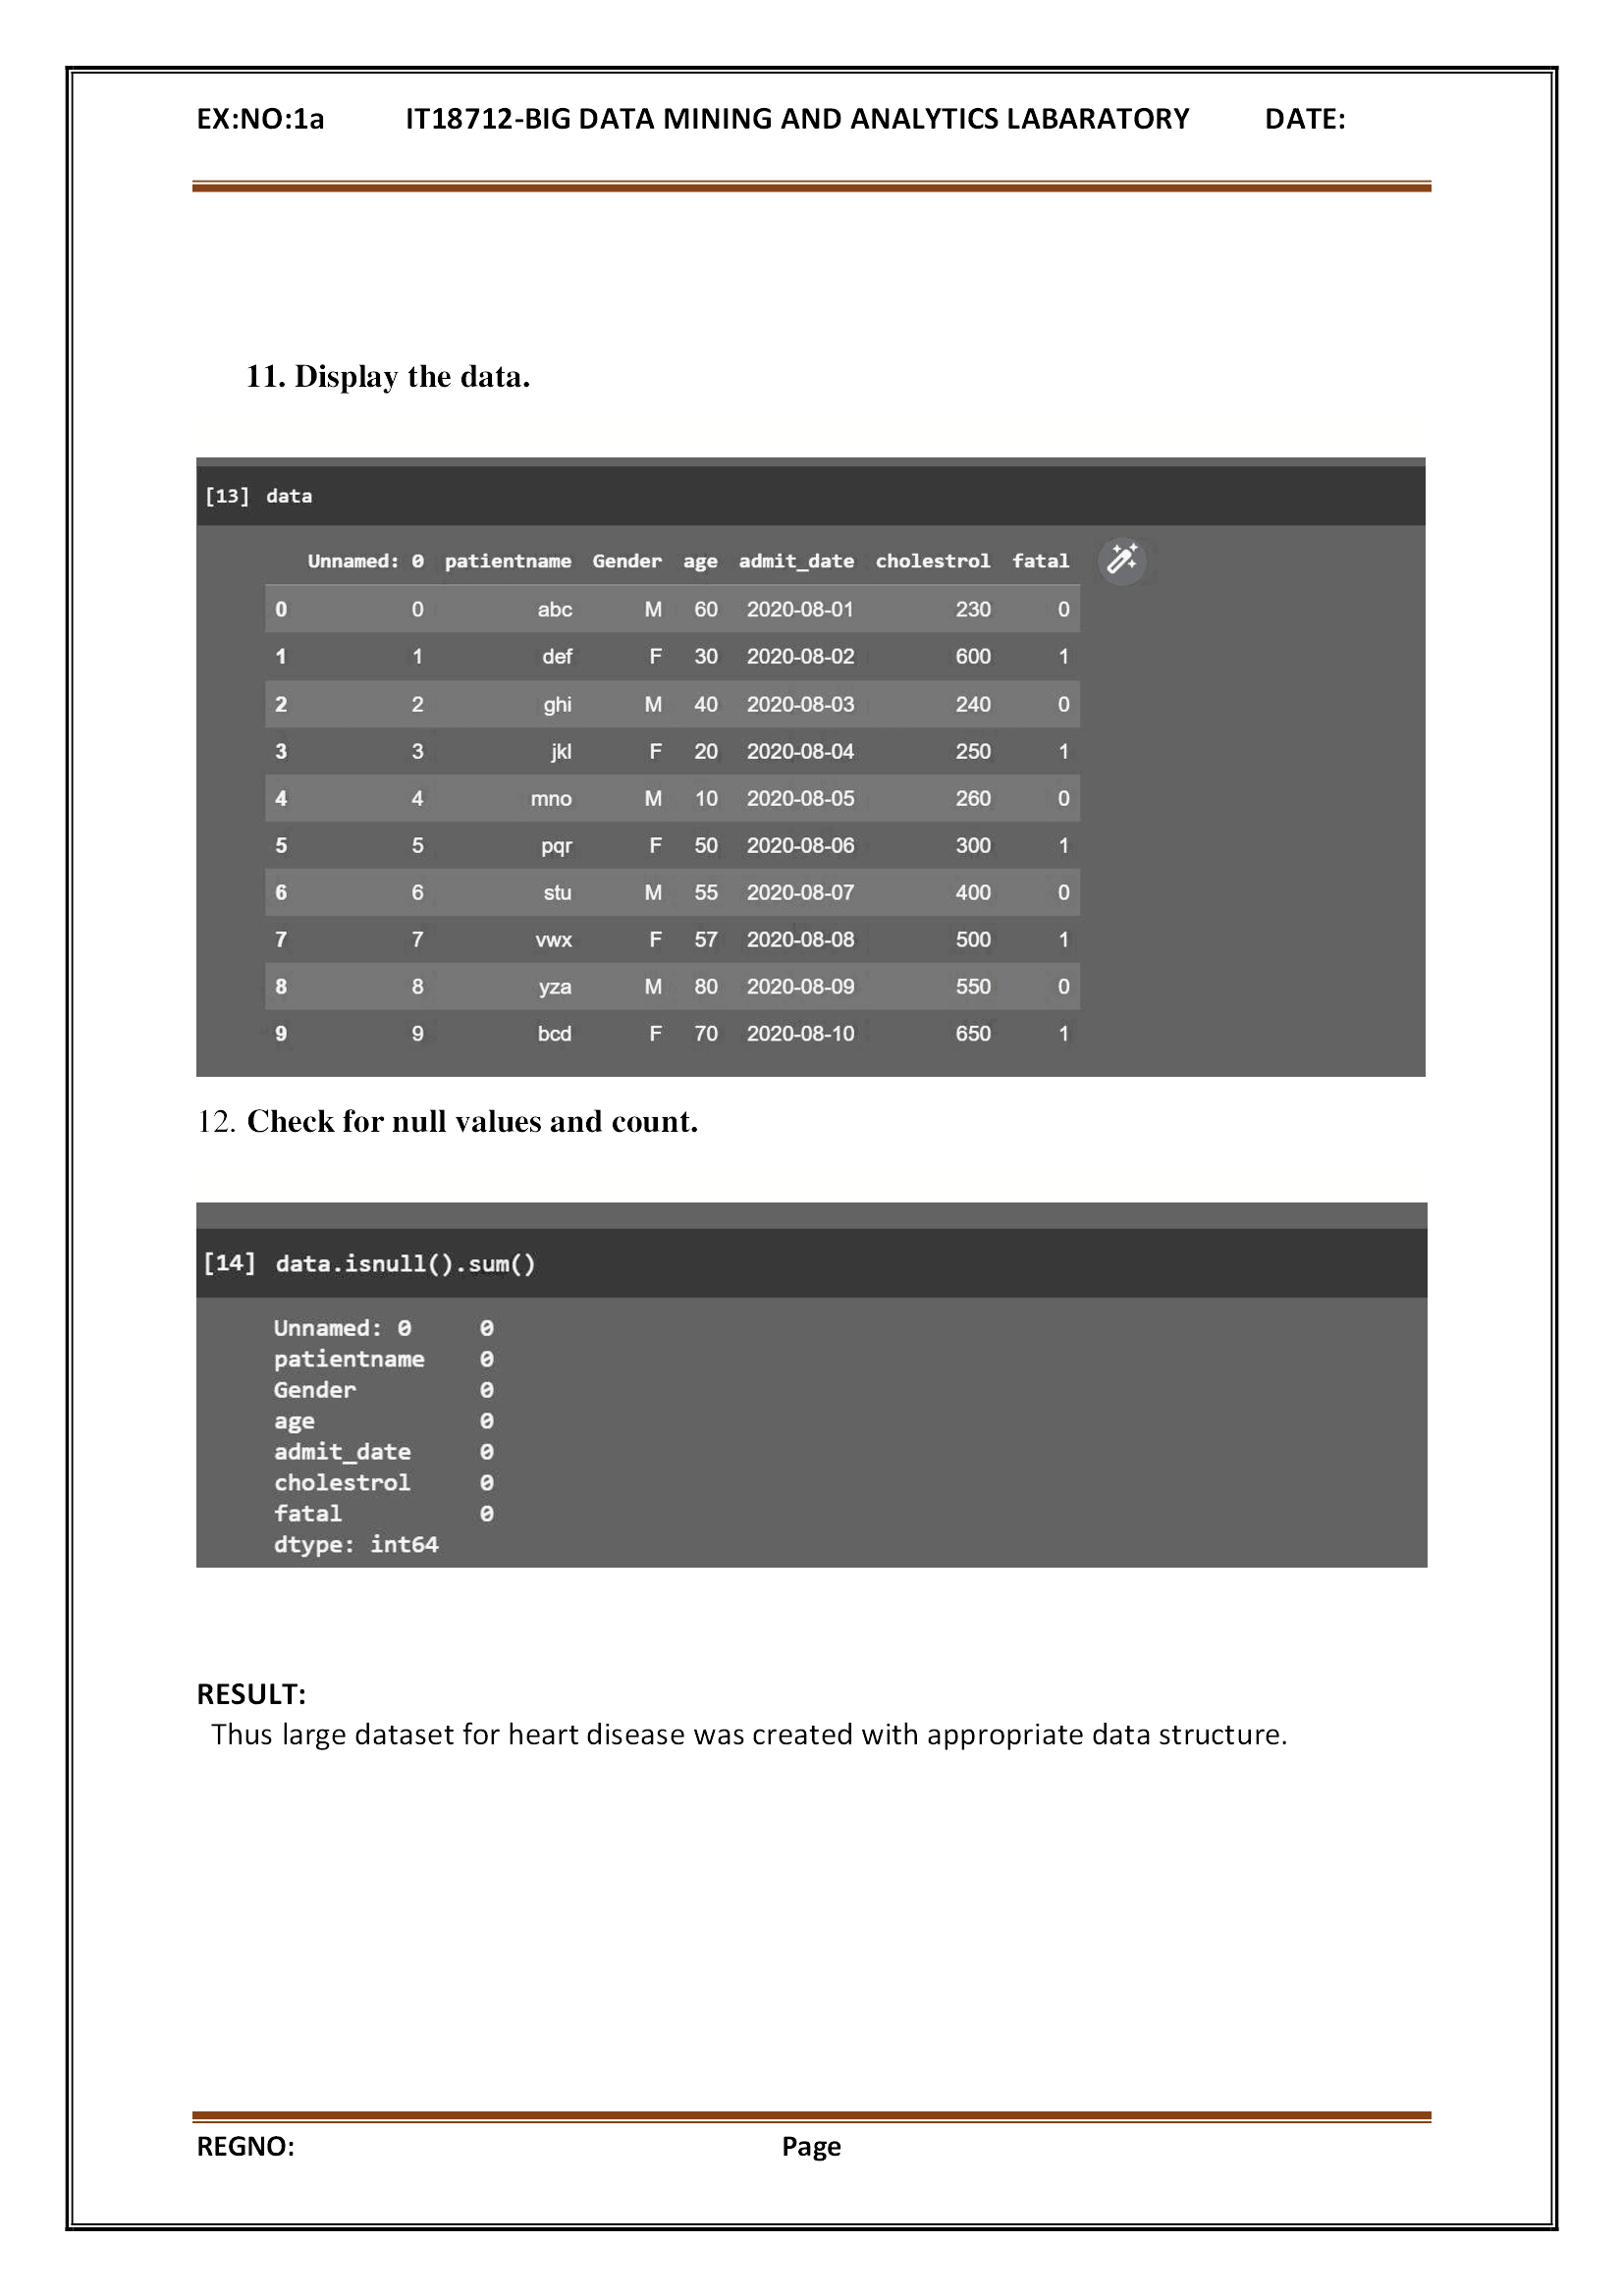 EX:NO:1a IT18712-BIG DATA MINING AND ANALYTICS LABARATORY DATE:
11. Display the data.
[13] data
Unnamed: 0 patientname Gender age admit_date cholestrol fatal
0 0 abc M 60 2020-08-01 230 0
1 1 def F 30 2020-08-02 600 1
2 2 ghi M 40 2020-08-03 240 0
3 3 jkl F 20 2020-08-04 250 1
4 4 mno M 10 2020-08-05 260 0
5 5 pqr F 50 2020-08-06 300 1
6 6 stu M 55 2020-08-07 400 0
7 7 vwx F 57 2020-08-08 500 1
8 8 yza M 80 2020-08-09 550 0
9 9 bcd F 70 2020-08-10 650 1
12. Check for null values and count.
[14] data.isnull().sum()
Unnamed: 0 0
patientname 0
Gender 0
age 0
admit_date 0
cholestrol 0
fatal 0
dtype: int64
RESULT:
Thus large dataset for heart disease was created with appropriate data structure.
REGNO: Page